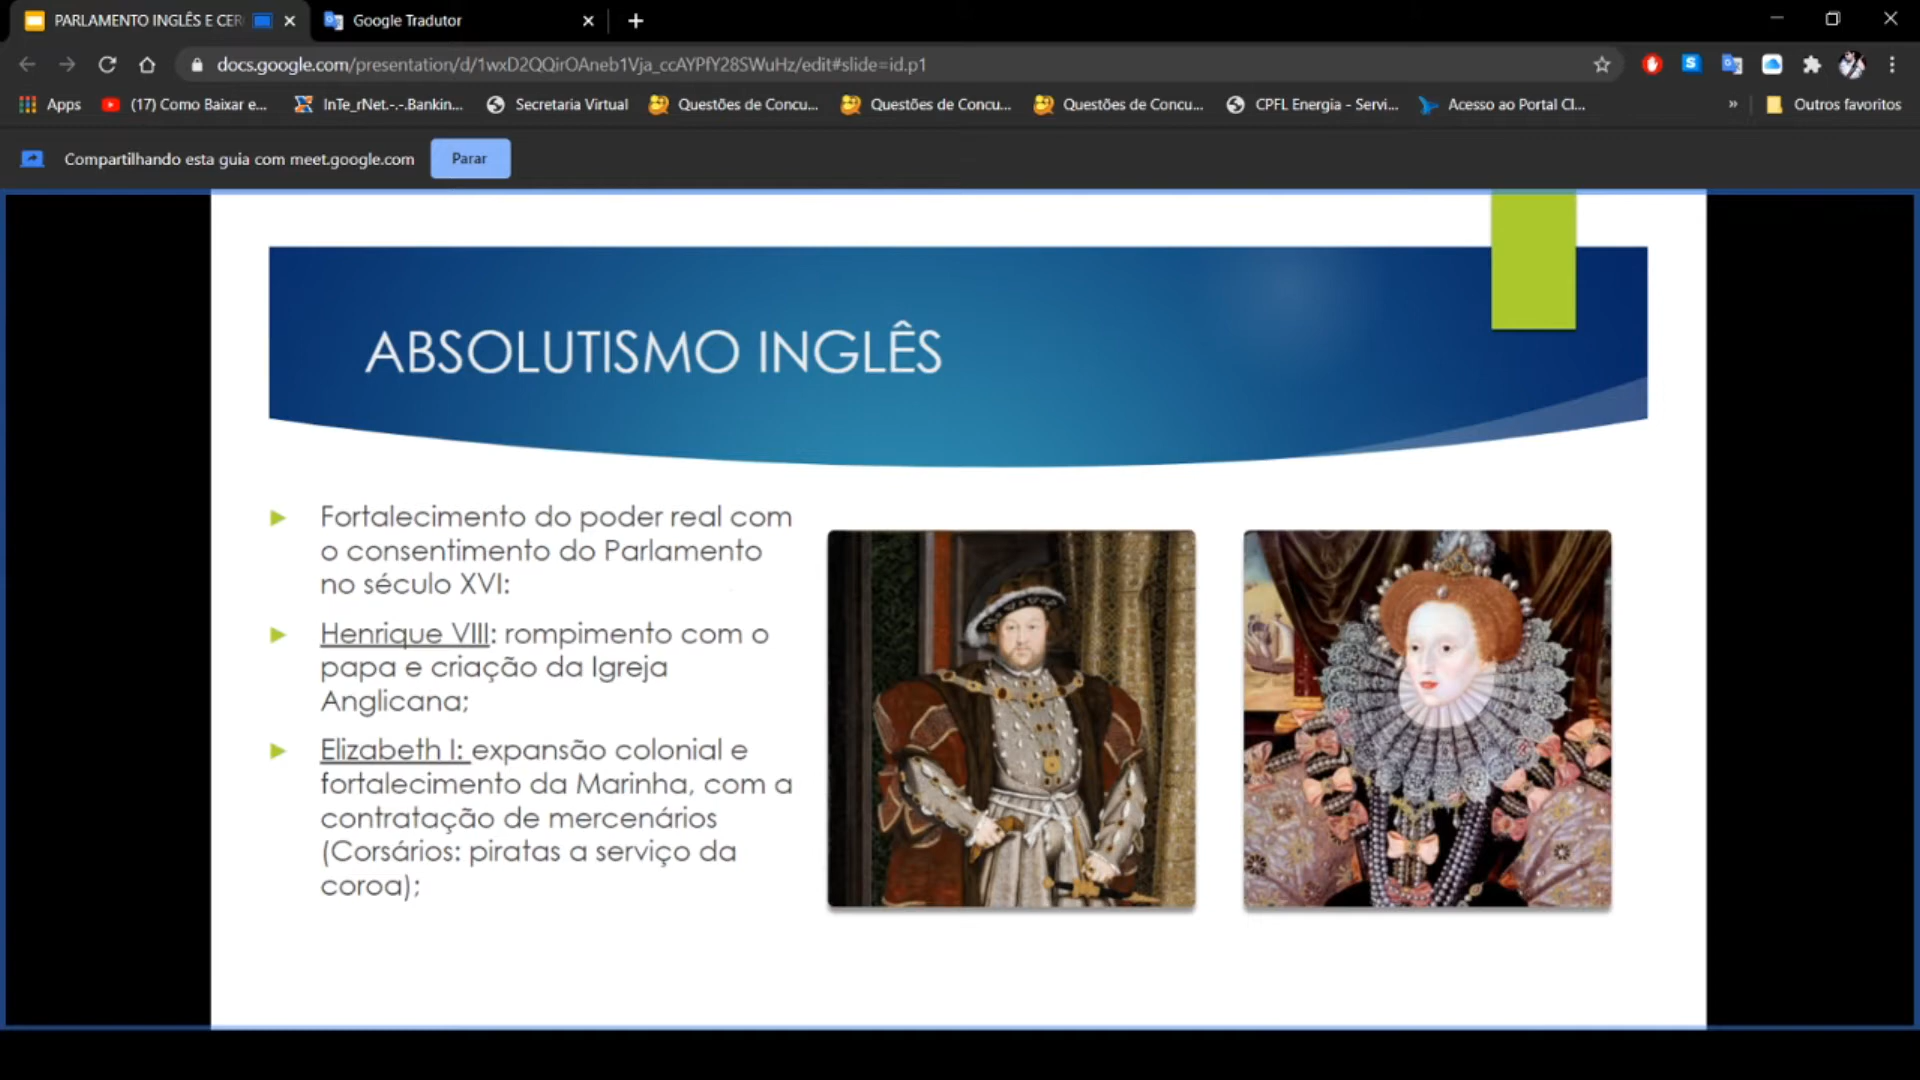 PARLAMENTO INGLÊS E CER
Google Tradutor
docs.google.com/presentation/d/1wxD2QQirOAneb1Vja_ccAYPfY28SWuHz/edit#slide=id.p1
Apps
(17) Como Baixar e...
InTe_rNet.-.-.Bankin...
Secretaria Virtual
Questões de Concu...
Questões de Concu...
Questões de Concu...
CPFL Energia - Servi...
Acesso ao Portal Cl...
»
Outros favoritos
Compartilhando esta guia com meet.google.com
Parar
ABSOLUTISMO INGLÊS
Fortalecimento do poder real com
o consentimento do Parlamento
no século XVI:
Henrique VIII: rompimento com o
papa e criação da Igreja
Anglicana;
Elizabeth I: expansão colonial e
fortalecimento da Marinha, com a
contratação de mercenários
(Corsários: piratas a serviço da
coroa);